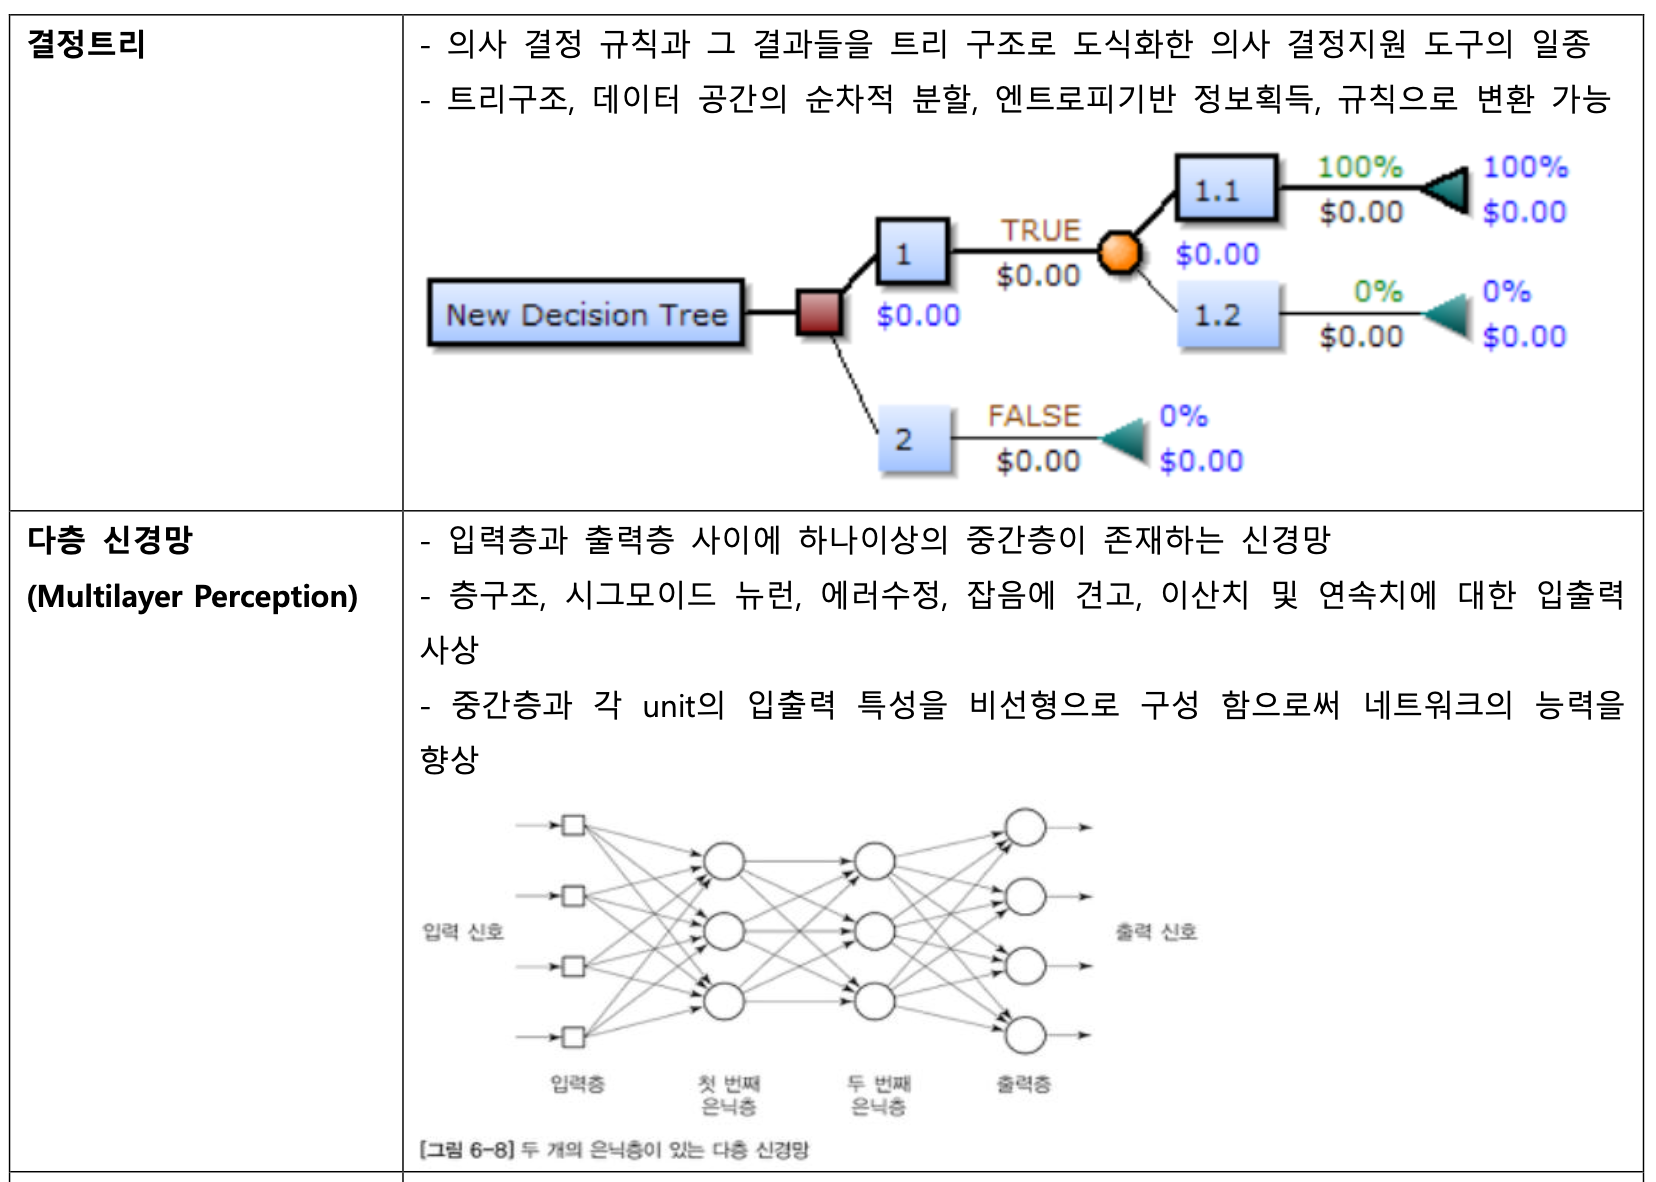 결정트리
- 의사 결정 규칙과 그 결과들을 트리 구조로 도식화한 의사 결정지원 도구의 일종
- 트리구조, 데이터 공간의 순차적 분할, 엔트로피기반 정보획득, 규칙으로 변환 가능
New Decision Tree
1
$0.00
TRUE
$0.00
1.1
$0.00
100%
$0.00
100%
$0.00
1.2
0%
$0.00
0%
$0.00
2
FALSE
$0.00
0%
$0.00
다층 신경망
(Multilayer Perception)
- 입력층과 출력층 사이에 하나이상의 중간층이 존재하는 신경망
- 층구조, 시그모이드 뉴런, 에러수정, 잡음에 견고, 이산치 및 연속치에 대한 입출력
사상
- 중간층과 각 unit의 입출력 특성을 비선형으로 구성 함으로써 네트워크의 능력을
향상
입력 신호
출력 신호
입력층
첫 번째
은닉층
두 번째
은닉층
출력층
[그림 6-8] 두 개의 은닉층이 있는 다층 신경망